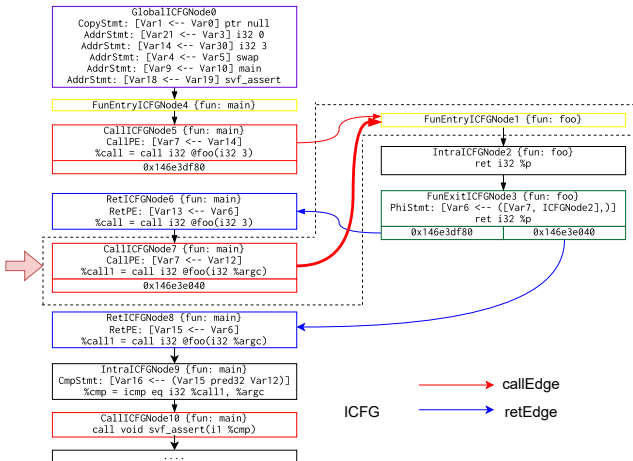 GlobalICFGNode0
CopyStmt: [Var1 <-- Var0] ptr null
AddrStmt: [Var21 <-- Var3] i32 0
AddrStmt: [Var14 <-- Var30] i32 3
AddrStmt: [Var4 <-- Var5] swap
AddrStmt: [Var9 <-- Var10] main
AddrStmt: [Var18 <-- Var19] svf_assert
FunEntryICFGNode4 {fun: main}
CallICFGNode5 {fun: main}
CallPE: [Var7 <-- Var14]
%call = call i32 @foo(i32 3)
0x146e3df80
RetICFGNode6 {fun: main}
RetPE: [Var13 <-- Var6]
%call = call i32 @foo(i32 3)
CallICFGNode7 {fun: main}
CallPE: [Var7 <-- Var12]
%call1 = call i32 @foo(i32 %argc)
0x146e3e040
RetICFGNode8 {fun: main}
RetPE: [Var15 <-- Var6]
%call1 = call i32 @foo(i32 %argc)
IntraICFGNode9 {fun: main}
CmpStmt: [Var16 <-- (Var15 pred32 Var12)]
%cmp = icmp eq i32 %call1, %argc
CallICFGNode10 {fun: main}
call void svf_assert(i1 %cmp)
....
FunEntryICFGNode1 {fun: foo}
IntraICFGNode2 {fun: foo}
ret i32 %p
FunExitICFGNode3 {fun: foo}
PhiStmt: [Var6 <-- ([Var7, ICFGNode2],)]
ret i32 %p
0x146e3df80 0x146e3e040
ICFG
callEdge
retEdge